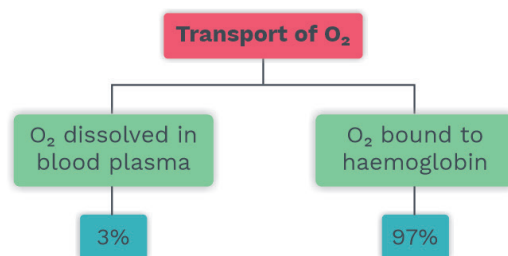 Transport of O₂
O₂ dissolved in
blood plasma
O₂ bound to
haemoglobin
3%
97%